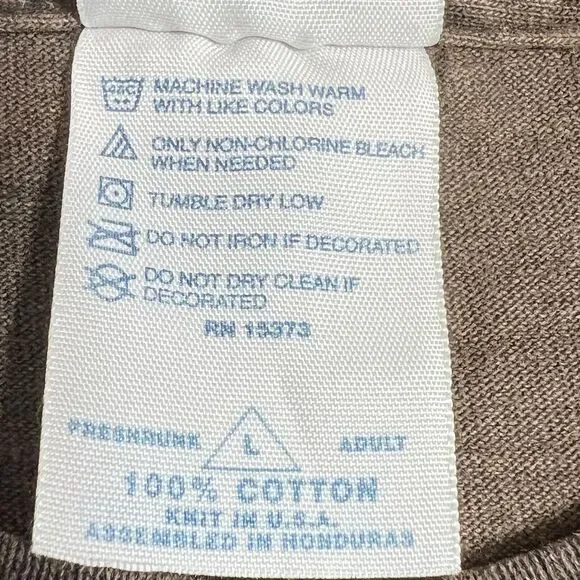 MACHINE WASH WARM
WITH LIKE COLORS
ONLY NON-CHLORINE BLEACH
WHEN NEEDED
TUMBLE DRY LOW
DO NOT IRON IF DECORATED
DO NOT DRY CLEAN IF
DECORATED
RN 15373
PRESHRUNK L ADULT
100% COTTON
KNIT IN U.S.A.
ASSEMBLED IN HONDURAS